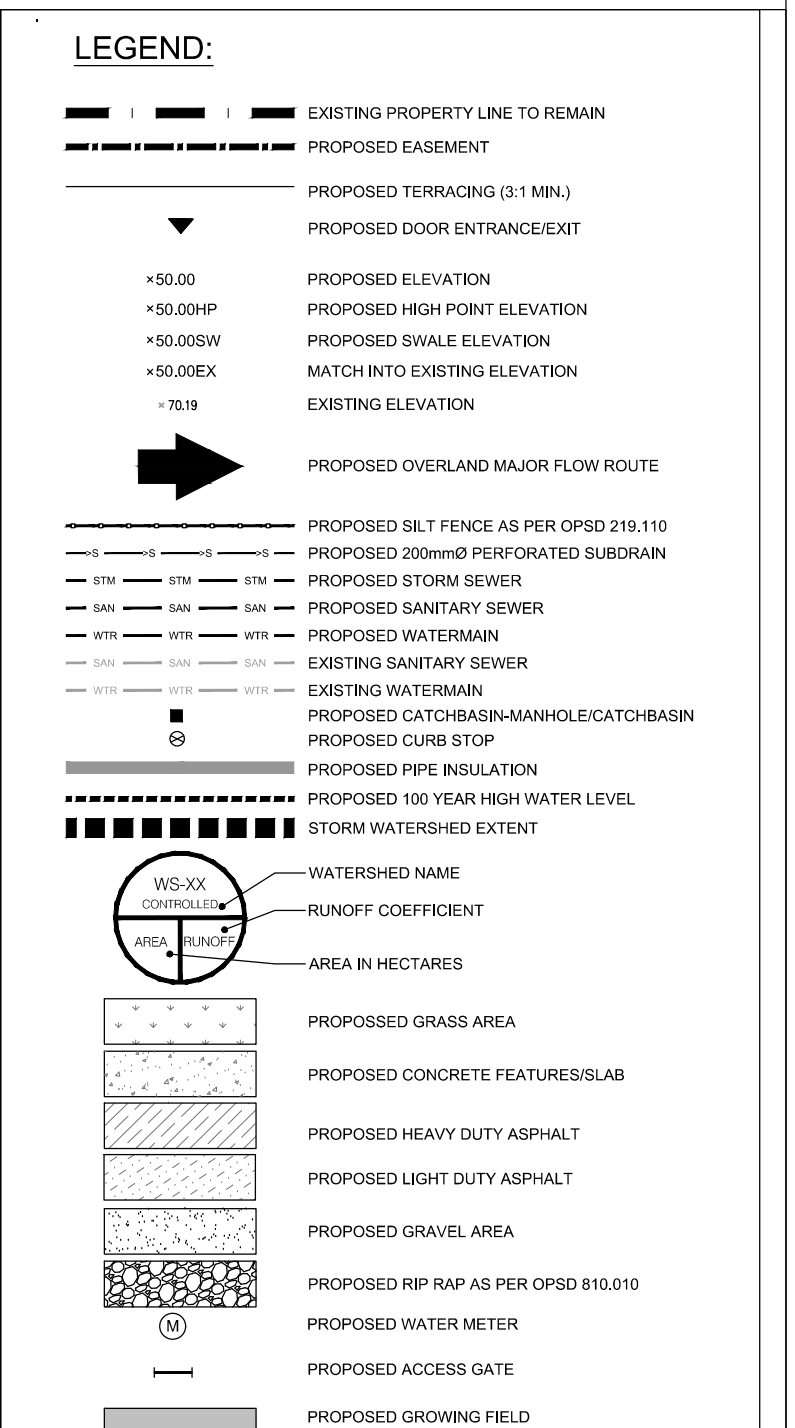 LEGEND:
EXISTING PROPERTY LINE TO REMAIN
PROPOSED EASEMENT
PROPOSED TERRACING (3:1 MIN.)
PROPOSED DOOR ENTRANCE/EXIT
×50.00 PROPOSED ELEVATION
×50.00HP PROPOSED HIGH POINT ELEVATION
×50.00SW PROPOSED SWALE ELEVATION
×50.00EX MATCH INTO EXISTING ELEVATION
×70.19 EXISTING ELEVATION
PROPOSED OVERLAND MAJOR FLOW ROUTE
PROPOSED SILT FENCE AS PER OPSD 219.110
>S >S >S >S PROPOSED 200mmØ PERFORATED SUBDRAIN
STM STM STM PROPOSED STORM SEWER
SAN SAN SAN PROPOSED SANITARY SEWER
WTR WTR WTR PROPOSED WATERMAIN
SAN SAN SAN EXISTING SANITARY SEWER
WTR WTR WTR EXISTING WATERMAIN
PROPOSED CATCHBASIN-MANHOLE/CATCHBASIN
PROPOSED CURB STOP
PROPOSED PIPE INSULATION
PROPOSED 100 YEAR HIGH WATER LEVEL
STORM WATERSHED EXTENT
WS-XX WATERSHED NAME
CONTROLLED RUNOFF COEFFICIENT
AREA RUNOFF AREA IN HECTARES
PROPOSSED GRASS AREA
PROPOSED CONCRETE FEATURES/SLAB
PROPOSED HEAVY DUTY ASPHALT
PROPOSED LIGHT DUTY ASPHALT
PROPOSED GRAVEL AREA
PROPOSED RIP RAP AS PER OPSD 810.010
M PROPOSED WATER METER
PROPOSED ACCESS GATE
PROPOSED GROWING FIELD